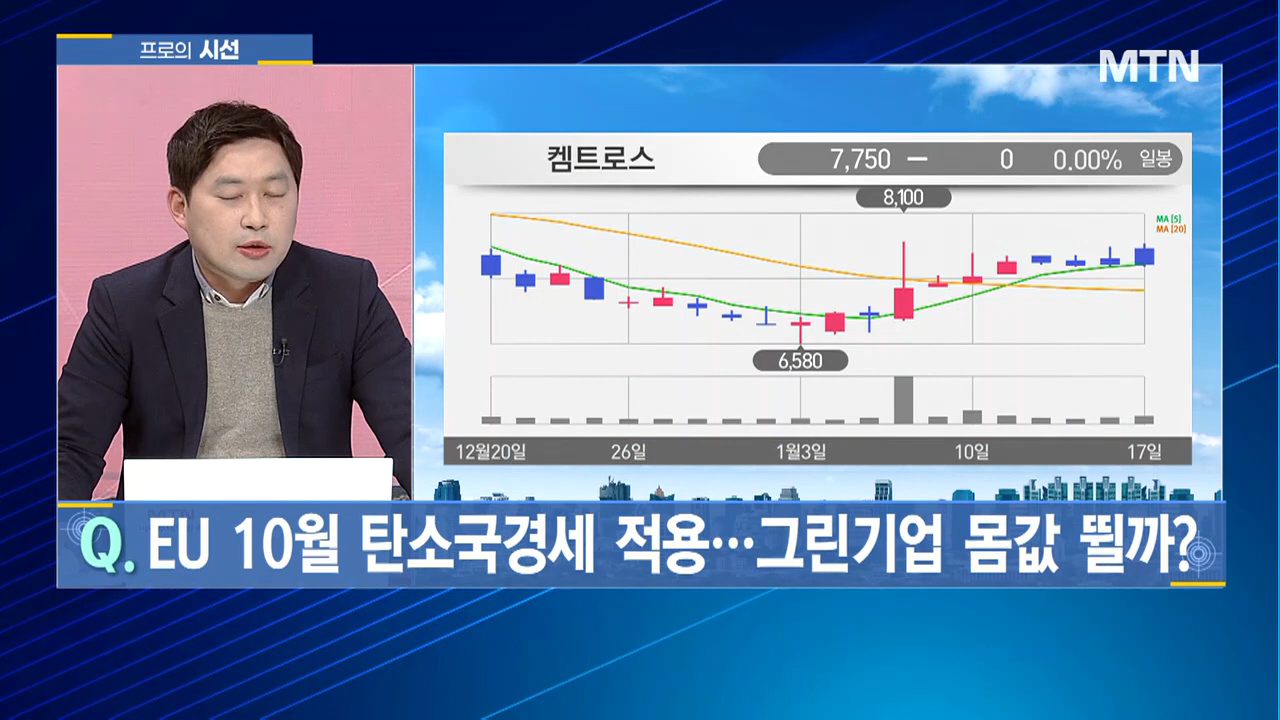 프로의 시선
MTN
켐트로스
7,750 — 0 0.00% 일봉
8,100
MA [5]
MA [20]
6,580
12월20일 26일 1월3일 10일 17일
Q. EU 10월 탄소국경세 적용…그린기업 몸값 뛸까?